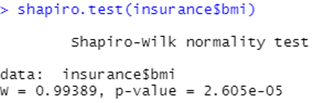 > shapiro.test(insurance$bmi)
Shapiro-Wilk normality test
data:  insurance$bmi
W = 0.99389, p-value = 2.605e-05